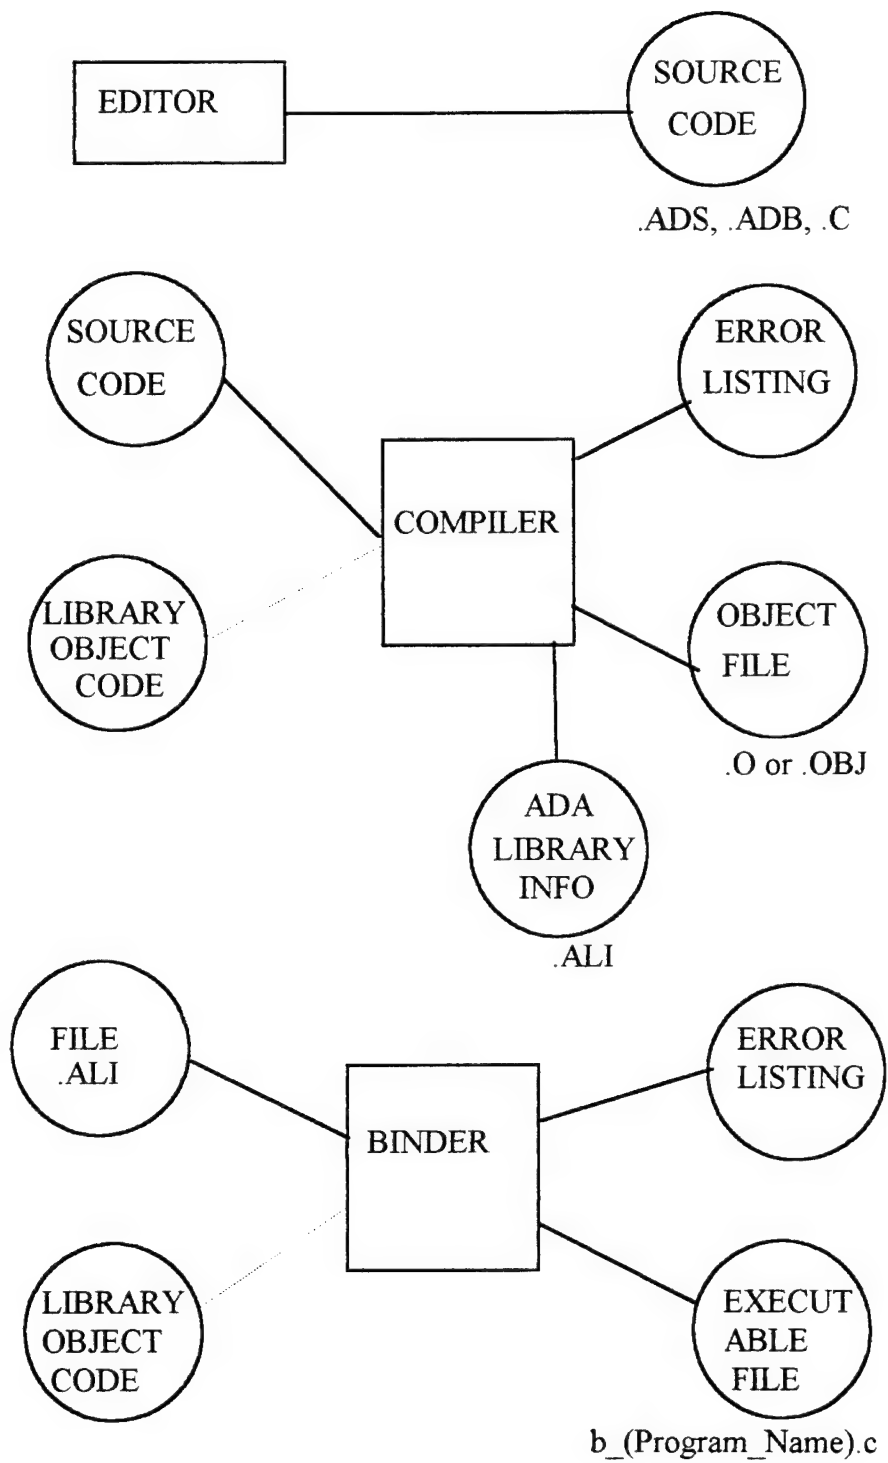 EDITOR
SOURCE
CODE
.ADS, .ADB, .C
SOURCE
CODE
ERROR
LISTING
COMPILER
LIBRARY
OBJECT
CODE
OBJECT
FILE
.O or .OBJ
ADA
LIBRARY
INFO
.ALI
FILE
.ALI
ERROR
LISTING
BINDER
LIBRARY
OBJECT
CODE
EXECUT
ABLE
FILE
b_(Program_Name).c